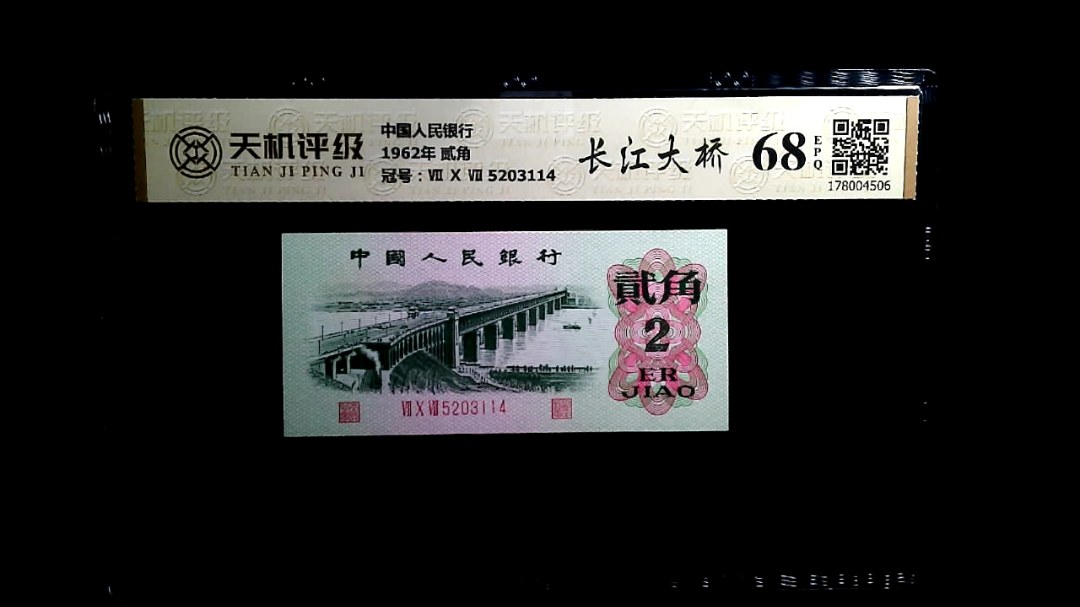 天机评级
TIAN JI PING JI
中国人民银行
1962年 贰角
冠号：Ⅶ Ⅹ Ⅶ 5203114
长江大桥
68
EPQ
178004506
中國人民銀行
貳角
2
ER
JIAO
Ⅶ Ⅹ Ⅶ 5203114